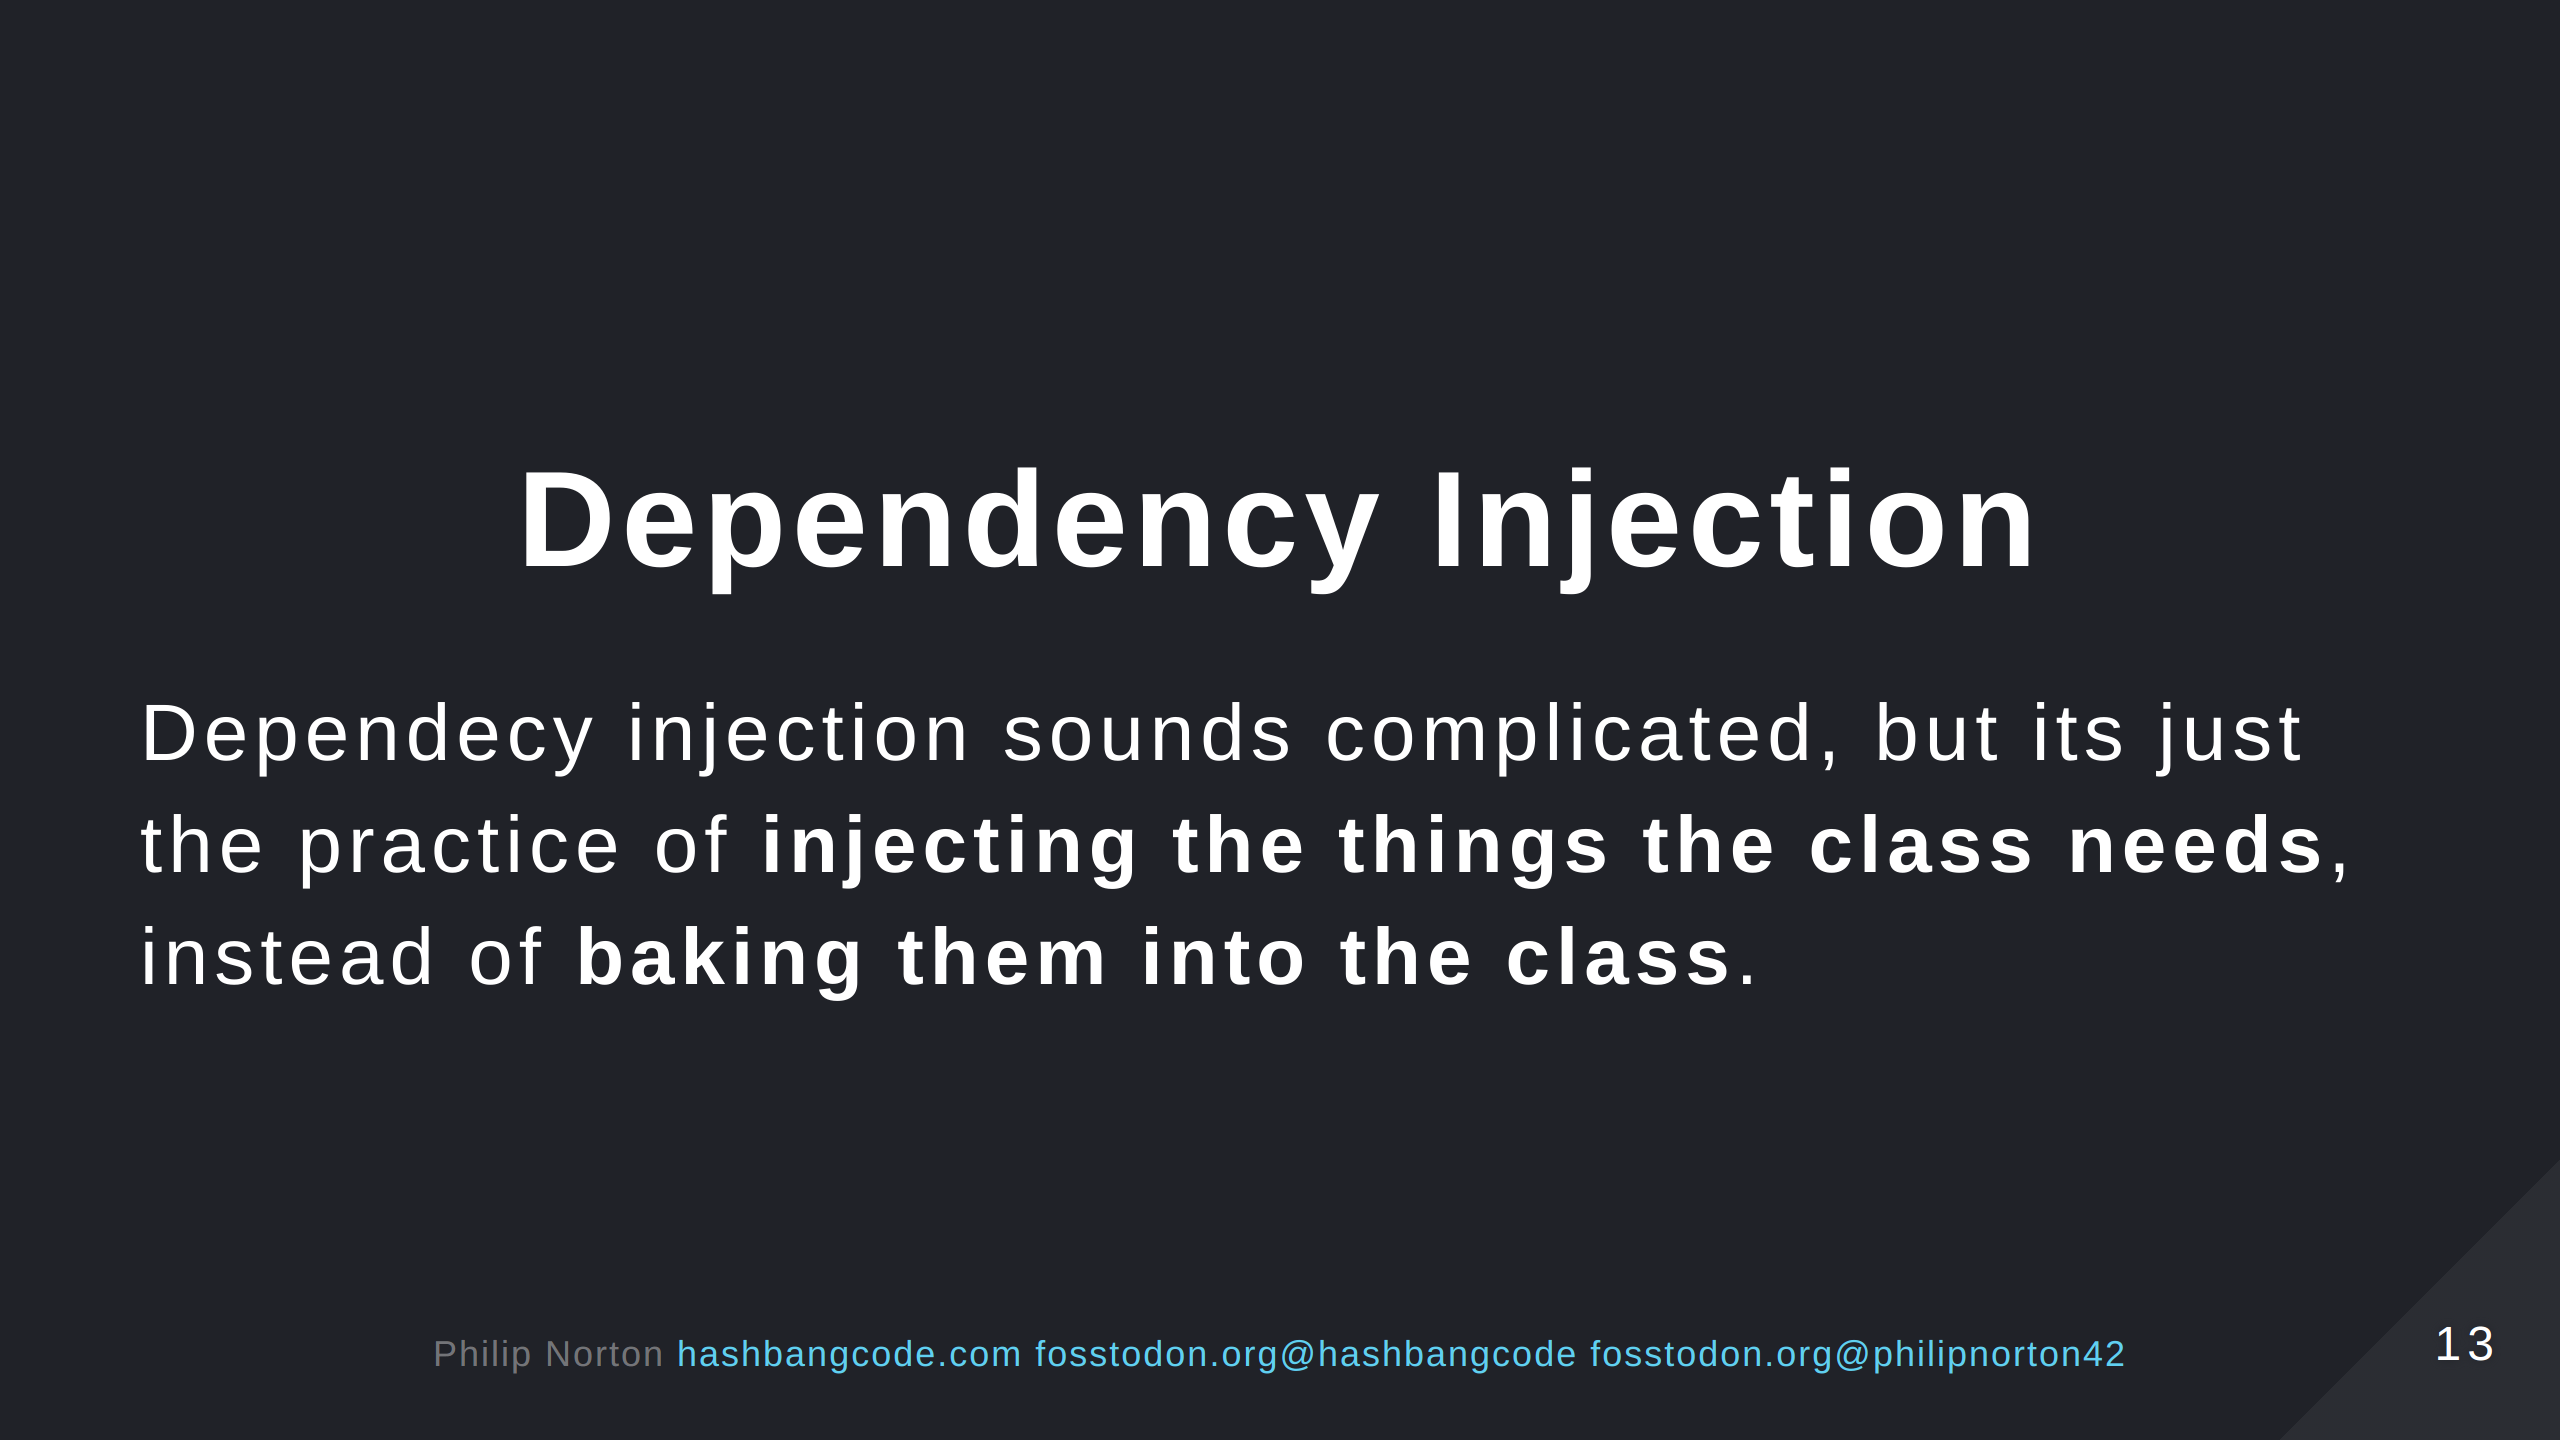 Dependency Injection
Dependecy injection sounds complicated, but its just
the practice of injecting the things the class needs,
instead of baking them into the class.
Philip Norton hashbangcode.com fosstodon.org@hashbangcode fosstodon.org@philipnorton42
13